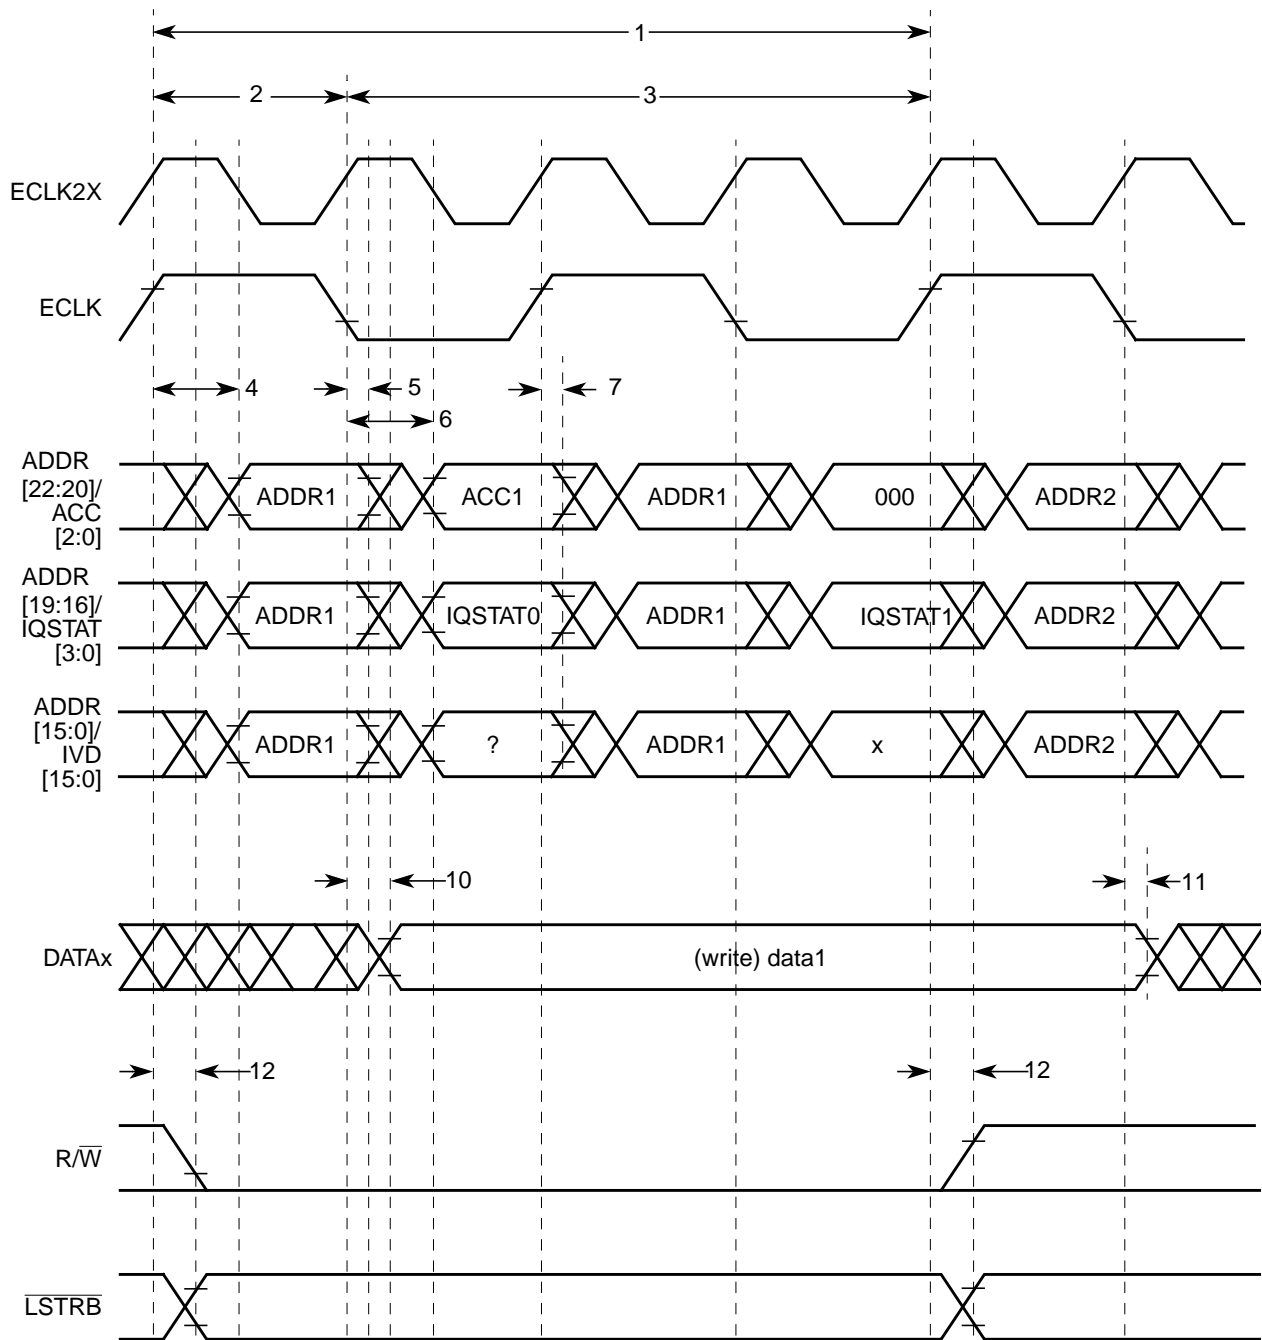 1
2 3
ECLK2X
ECLK
4 5 7
6
ADDR
[22:20]/
ACC
[2:0]
ADDR1 ACC1 ADDR1 000 ADDR2
ADDR
[19:16]/
IQSTAT
[3:0]
ADDR1 IQSTAT0 ADDR1 IQSTAT1 ADDR2
ADDR
[15:0]/
IVD
[15:0]
ADDR1 ? ADDR1 x ADDR2
10 11
DATAx (write) data1
12 12
R/W̅
L̅S̅T̅R̅B̅